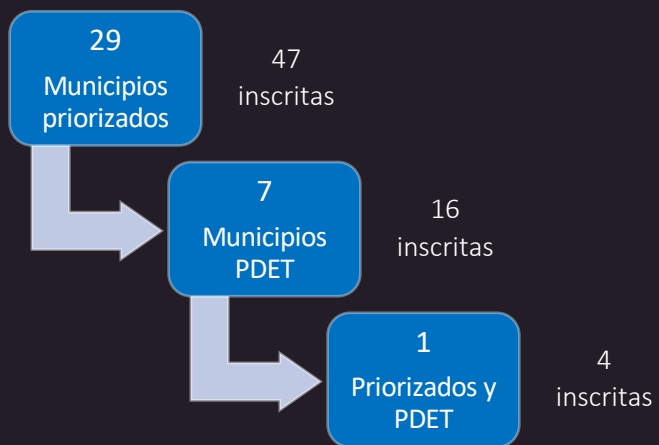 29
Municipios
priorizados
47
inscritas
7
Municipios
PDET
16
inscritas
1
Priorizados y
PDET
4
inscritas